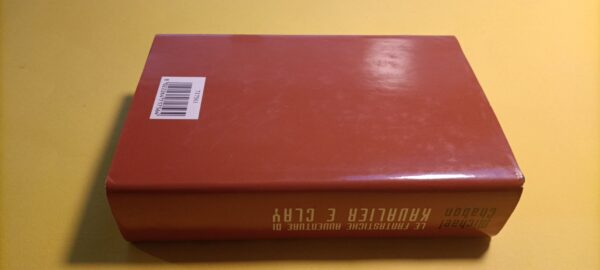 Michael
Chabon
LE FANTASTICHE AVVENTURE DI
KAVALIER E CLAY